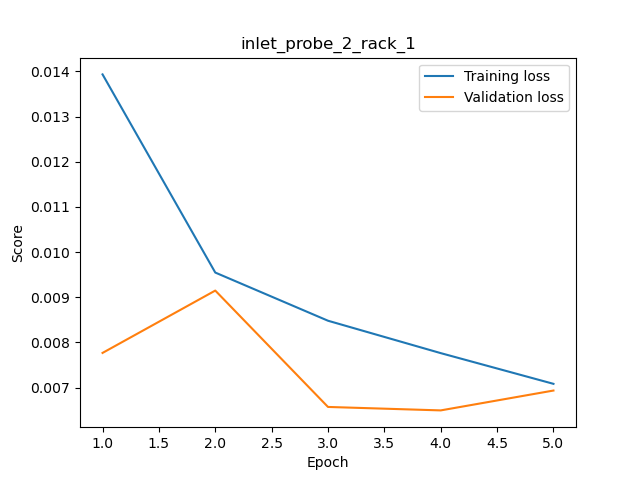 inlet_probe_2_rack_1
Training loss
Validation loss
Score
0.014
0.013
0.012
0.011
0.010
0.009
0.008
0.007
1.0 1.5 2.0 2.5 3.0 3.5 4.0 4.5 5.0
Epoch